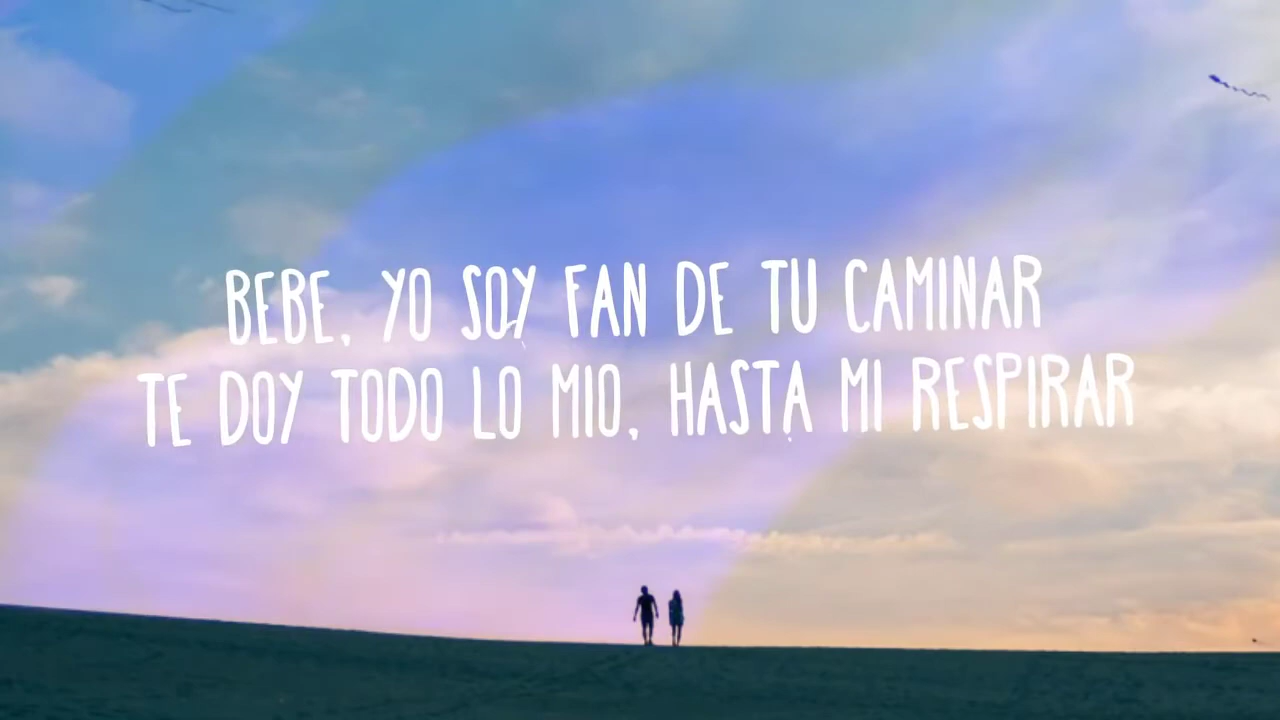 BEBE, YO SOY FAN DE TU CAMINAR
TE DOY TODO LO MIO, HASTA MI RESPIRAR